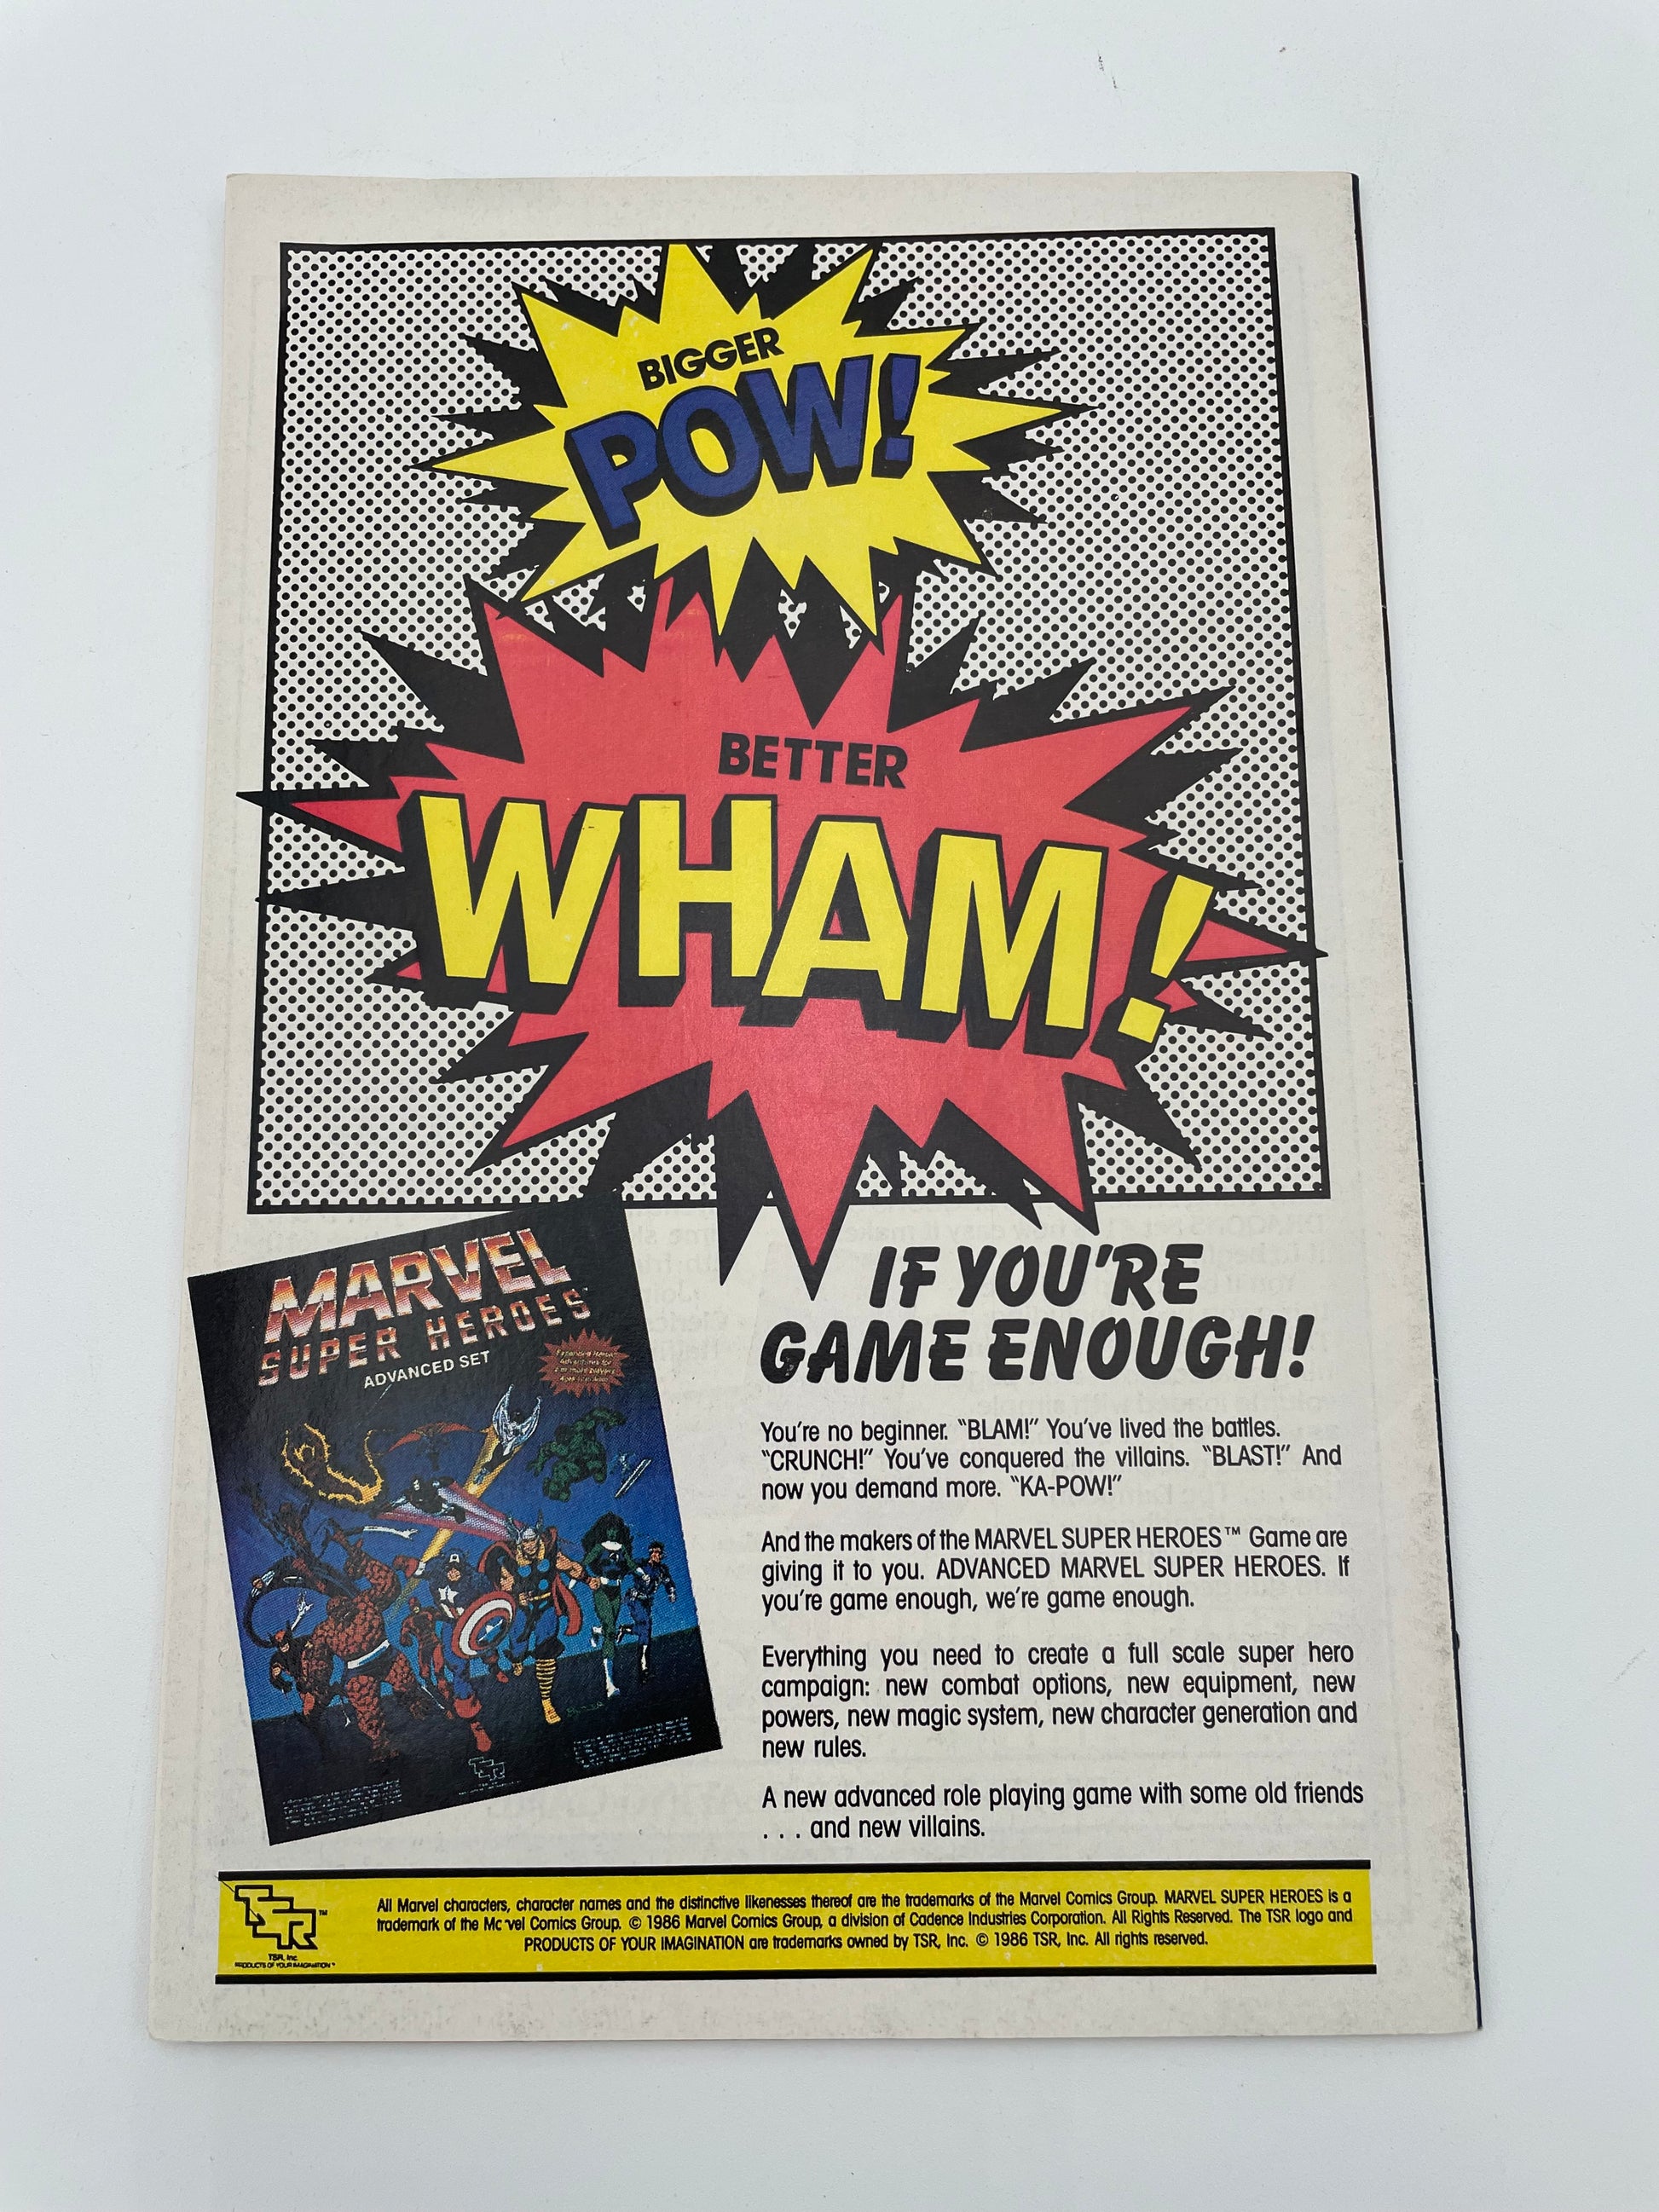 BIGGER
POW!
BETTER
WHAM!
MARVEL
SUPER HEROES
ADVANCED SET
IF YOU'RE
GAME ENOUGH!
You're no beginner. "BLAM!" You've lived the battles.
"CRUNCH!" You've conquered the villains. "BLAST!" And
now you demand more. "KA-POW!"
And the makers of the MARVEL SUPER HEROES™ Game are
giving it to you. ADVANCED MARVEL SUPER HEROES. If
you're game enough, we're game enough.
Everything you need to create a full scale super hero
campaign: new combat options, new equipment, new
powers, new magic system, new character generation and
new rules.
A new advanced role playing game with some old friends
. . . and new villains.
TSR™
TSR, Inc.
PRODUCTS OF YOUR IMAGINATION™
All Marvel characters, character names and the distinctive likenesses thereof are the trademarks of the Marvel Comics Group. MARVEL SUPER HEROES is a
trademark of the Marvel Comics Group. © 1986 Marvel Comics Group, a division of Cadence Industries Corporation. All Rights Reserved. The TSR logo and
PRODUCTS OF YOUR IMAGINATION are trademarks owned by TSR, Inc. © 1986 TSR, Inc. All rights reserved.